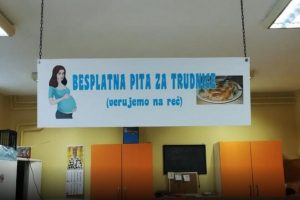 BESPLATNA PITA ZA TRUDNICE
(verujemo na reč)